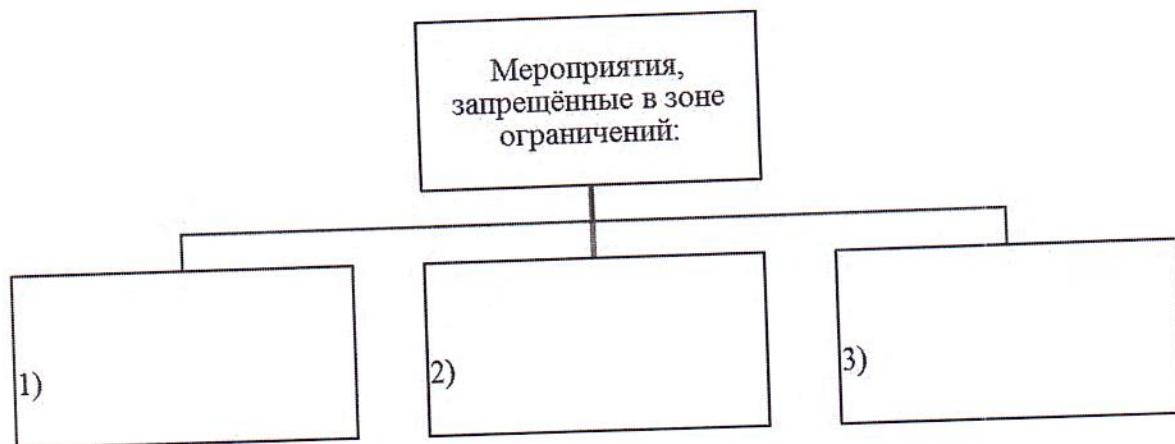 Мероприятия,
запрещённые в зоне
ограничений:
1)
2)
3)